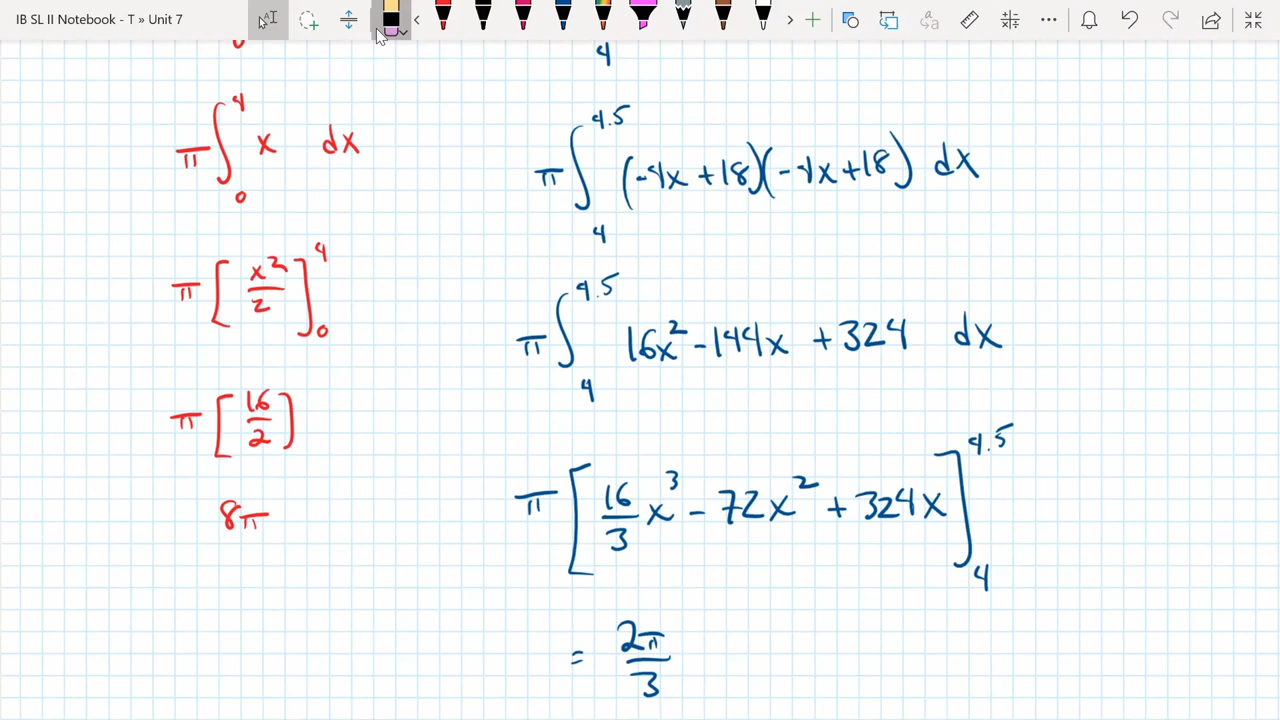 IB SL II Notebook - T » Unit 7
0
π∫₀⁴ x dx
π[x²/2]₀⁴
π[16/2]
8π
4
π∫₄^4.5 (-4x + 18)(-4x + 18) dx
π∫₄^4.5 16x² - 144x + 324 dx
π[16/3 x³ - 72x² + 324x]₄^4.5
= 2π/3